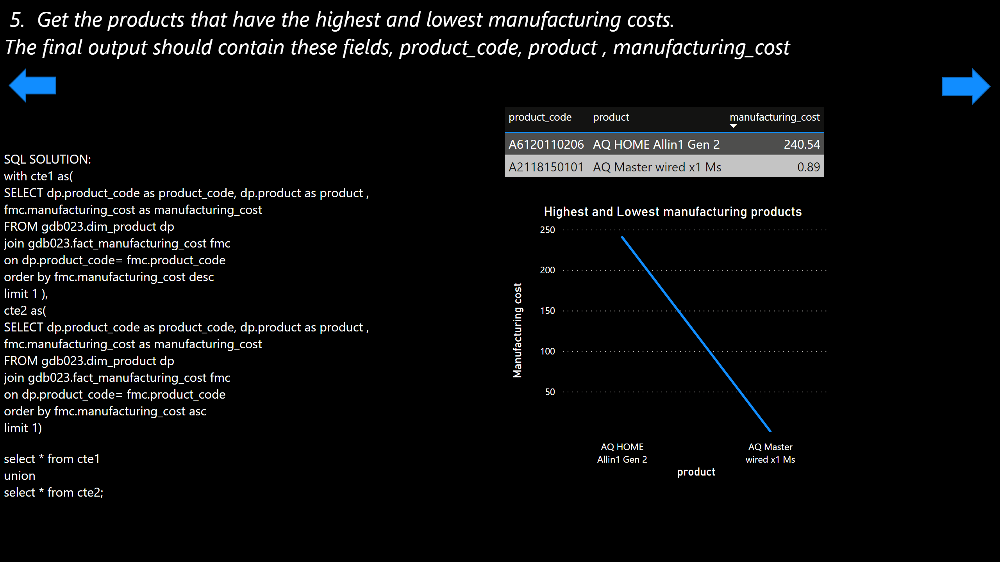 5. Get the products that have the highest and lowest manufacturing costs.
The final output should contain these fields, product_code, product , manufacturing_cost
SQL SOLUTION:
with cte1 as(
SELECT dp.product_code as product_code, dp.product as product ,
fmc.manufacturing_cost as manufacturing_cost
FROM gdb023.dim_product dp
join gdb023.fact_manufacturing_cost fmc
on dp.product_code= fmc.product_code
order by fmc.manufacturing_cost desc
limit 1 ),
cte2 as(
SELECT dp.product_code as product_code, dp.product as product ,
fmc.manufacturing_cost as manufacturing_cost
FROM gdb023.dim_product dp
join gdb023.fact_manufacturing_cost fmc
on dp.product_code= fmc.product_code
order by fmc.manufacturing_cost asc
limit 1)
select * from cte1
union
select * from cte2;
product_code product manufacturing_cost
A6120110206 AQ HOME Allin1 Gen 2 240.54
A2118150101 AQ Master wired x1 Ms 0.89
Highest and Lowest manufacturing products
250
200
150
100
50
Manufacturing cost
AQ HOME
Allin1 Gen 2
AQ Master
wired x1 Ms
product